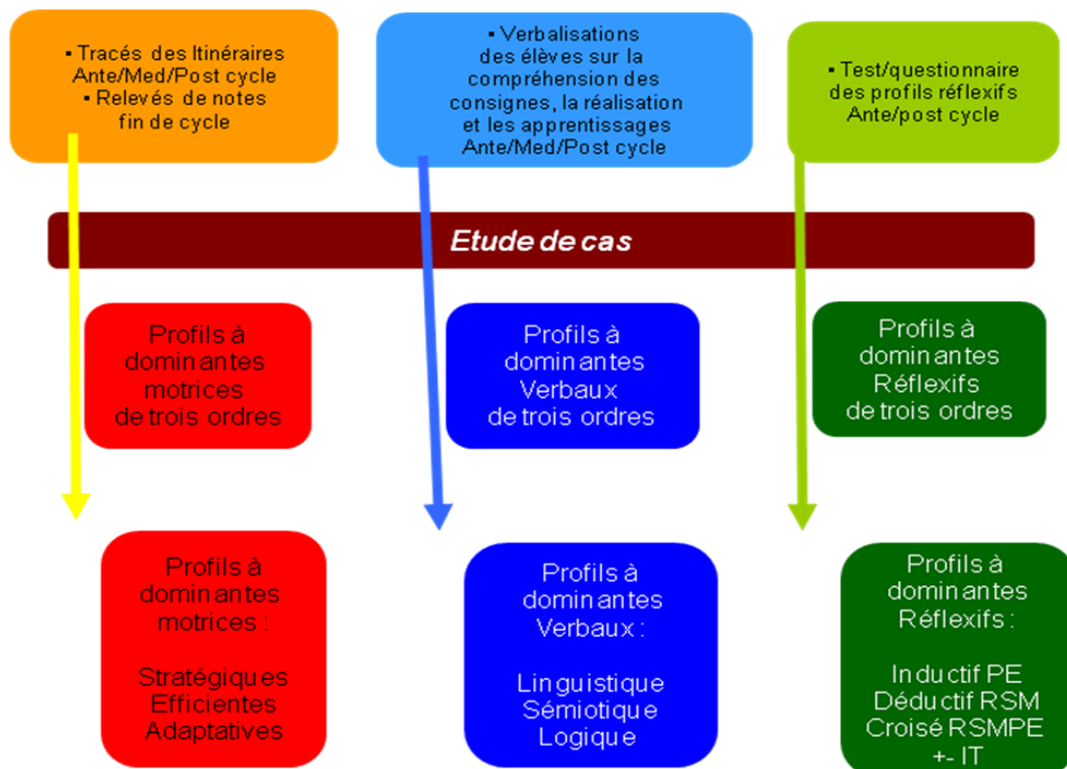 ▪ Tracés des Itinéraires
Ante/Med/Post cycle
▪ Relevés de notes
fin de cycle
▪ Verbalisations
des élèves sur la
compréhension des
consignes, la réalisation
et les apprentissages
Ante/Med/Post cycle
▪ Test/questionnaire
des profils réflexifs
Ante/post cycle
Etude de cas
Profils à
dominantes
motrices
de trois ordres
Profils à
dominantes
Verbaux
de trois ordres
Profils à
dominantes
Réflexifs
de trois ordres
Profils à
dominantes
motrices :
Stratégiques
Efficientes
Adaptatives
Profils à
dominantes
Verbaux :
Linguistique
Sémiotique
Logique
Profils à
dominantes
Réflexifs :
Inductif PE
Déductif RSM
Croisé RSMPE
+- IT